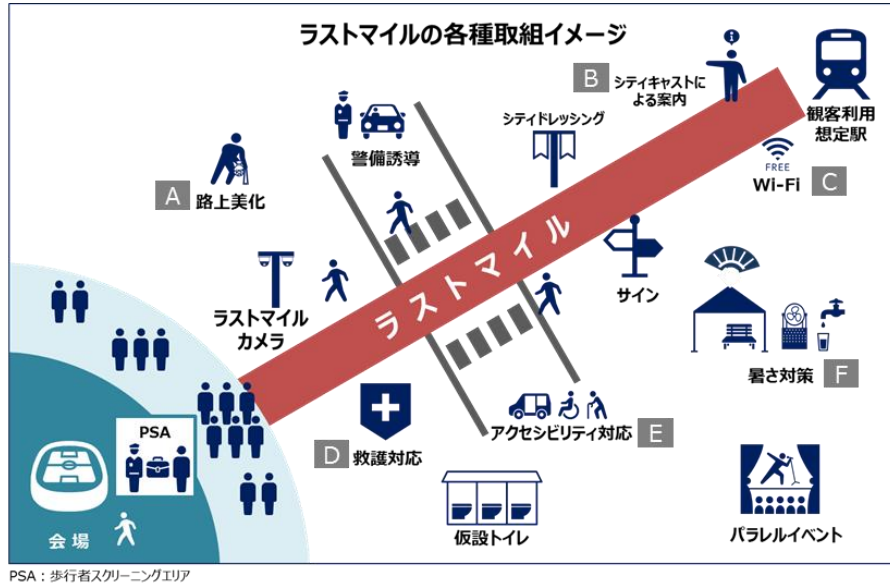 ラストマイルの各種取組イメージ
B シティキャスト
による案内
観客利用
想定駅
シティドレッシング
警備誘導
FREE
Wi-Fi C
A 路上美化
ラストマイル
サイン
ラストマイル
カメラ
暑さ対策 F
PSA
D 救護対応
アクセシビリティ対応 E
会場
仮設トイレ
パラレルイベント
PSA：歩行者スクリーニングエリア